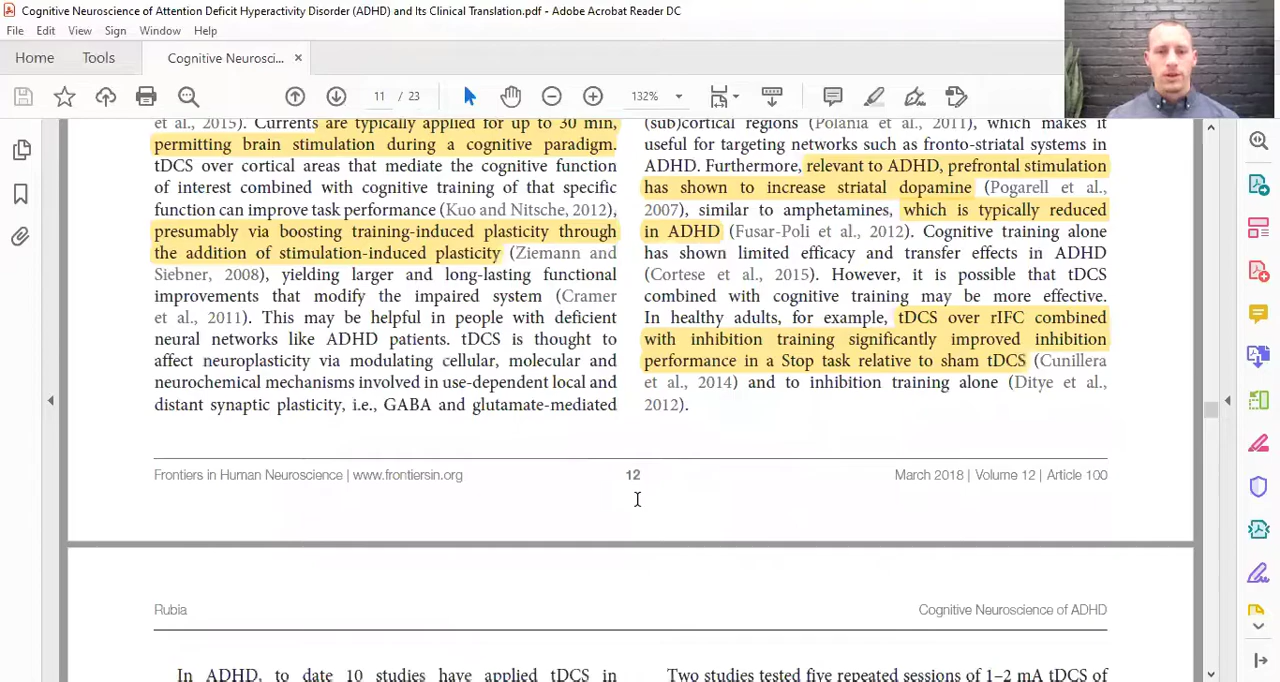 Cognitive Neuroscience of Attention Deficit Hyperactivity Disorder (ADHD) and Its Clinical Translation.pdf - Adobe Acrobat Reader DC
File Edit View Sign Window Help
Home Tools Cognitive Neurosci... ×
11 / 23 132%
et al., 2015). Currents are typically applied for up to 30 min,
permitting brain stimulation during a cognitive paradigm.
tDCS over cortical areas that mediate the cognitive function
of interest combined with cognitive training of that specific
function can improve task performance (Kuo and Nitsche, 2012),
presumably via boosting training-induced plasticity through
the addition of stimulation-induced plasticity (Ziemann and
Siebner, 2008), yielding larger and long-lasting functional
improvements that modify the impaired system (Cramer
et al., 2011). This may be helpful in people with deficient
neural networks like ADHD patients. tDCS is thought to
affect neuroplasticity via modulating cellular, molecular and
neurochemical mechanisms involved in use-dependent local and
distant synaptic plasticity, i.e., GABA and glutamate-mediated
(sub)cortical regions (Polania et al., 2011), which makes it
useful for targeting networks such as fronto-striatal systems in
ADHD. Furthermore, relevant to ADHD, prefrontal stimulation
has shown to increase striatal dopamine (Pogarell et al.,
2007), similar to amphetamines, which is typically reduced
in ADHD (Fusar-Poli et al., 2012). Cognitive training alone
has shown limited efficacy and transfer effects in ADHD
(Cortese et al., 2015). However, it is possible that tDCS
combined with cognitive training may be more effective.
In healthy adults, for example, tDCS over rIFC combined
with inhibition training significantly improved inhibition
performance in a Stop task relative to sham tDCS (Cunillera
et al., 2014) and to inhibition training alone (Ditye et al.,
2012).
Frontiers in Human Neuroscience | www.frontiersin.org 12 March 2018 | Volume 12 | Article 100
Rubia Cognitive Neuroscience of ADHD
In ADHD, to date 10 studies have applied tDCS in
Two studies tested five repeated sessions of 1–2 mA tDCS of